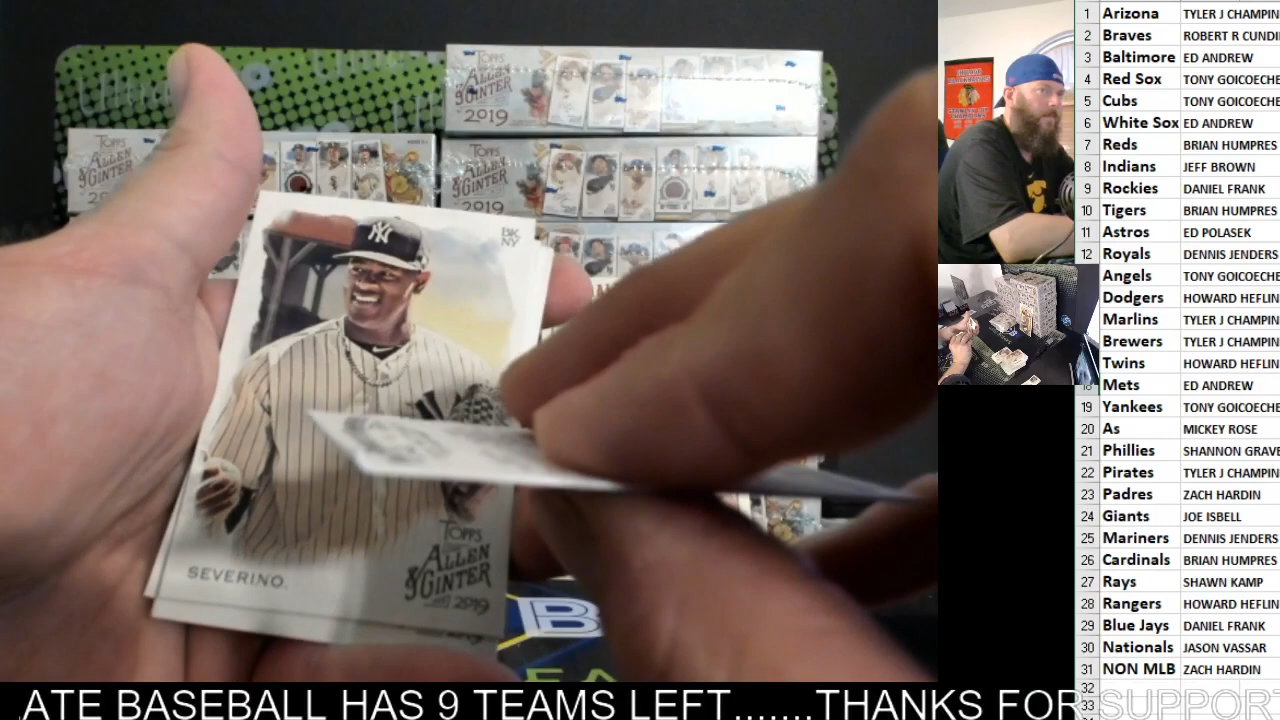 TOPPS
ALLEN
& GINTER
2019
TOPPS
ALLEN
& GINTER
2019
TOPPS
ALLEN
& GINTER
NY
BK
NY
SEVERINO
TOPPS
ALLEN
& GINTER
2019
1 Arizona TYLER J CHAMPIN
2 Braves ROBERT R CUNDI
3 Baltimore ED ANDREW
4 Red Sox TONY GOICOECHE
5 Cubs TONY GOICOECHE
6 White Sox ED ANDREW
7 Reds BRIAN HUMPRES
8 Indians JEFF BROWN
9 Rockies DANIEL FRANK
10 Tigers BRIAN HUMPRES
11 Astros ED POLASEK
12 Royals DENNIS JENDERS
Angels TONY GOICOECHE
Dodgers HOWARD HEFLIN
Marlins TYLER J CHAMPIN
Brewers TYLER J CHAMPIN
Twins HOWARD HEFLIN
Mets ED ANDREW
19 Yankees TONY GOICOECHE
20 As MICKEY ROSE
21 Phillies SHANNON GRAVE
22 Pirates TYLER J CHAMPIN
23 Padres ZACH HARDIN
24 Giants JOE ISBELL
25 Mariners DENNIS JENDERS
26 Cardinals BRIAN HUMPRES
27 Rays SHAWN KAMP
28 Rangers HOWARD HEFLIN
29 Blue Jays DANIEL FRANK
30 Nationals JASON VASSAR
31 NON MLB ZACH HARDIN
32
33
ATE BASEBALL HAS 9 TEAMS LEFT.......THANKS FOR SUPPOR